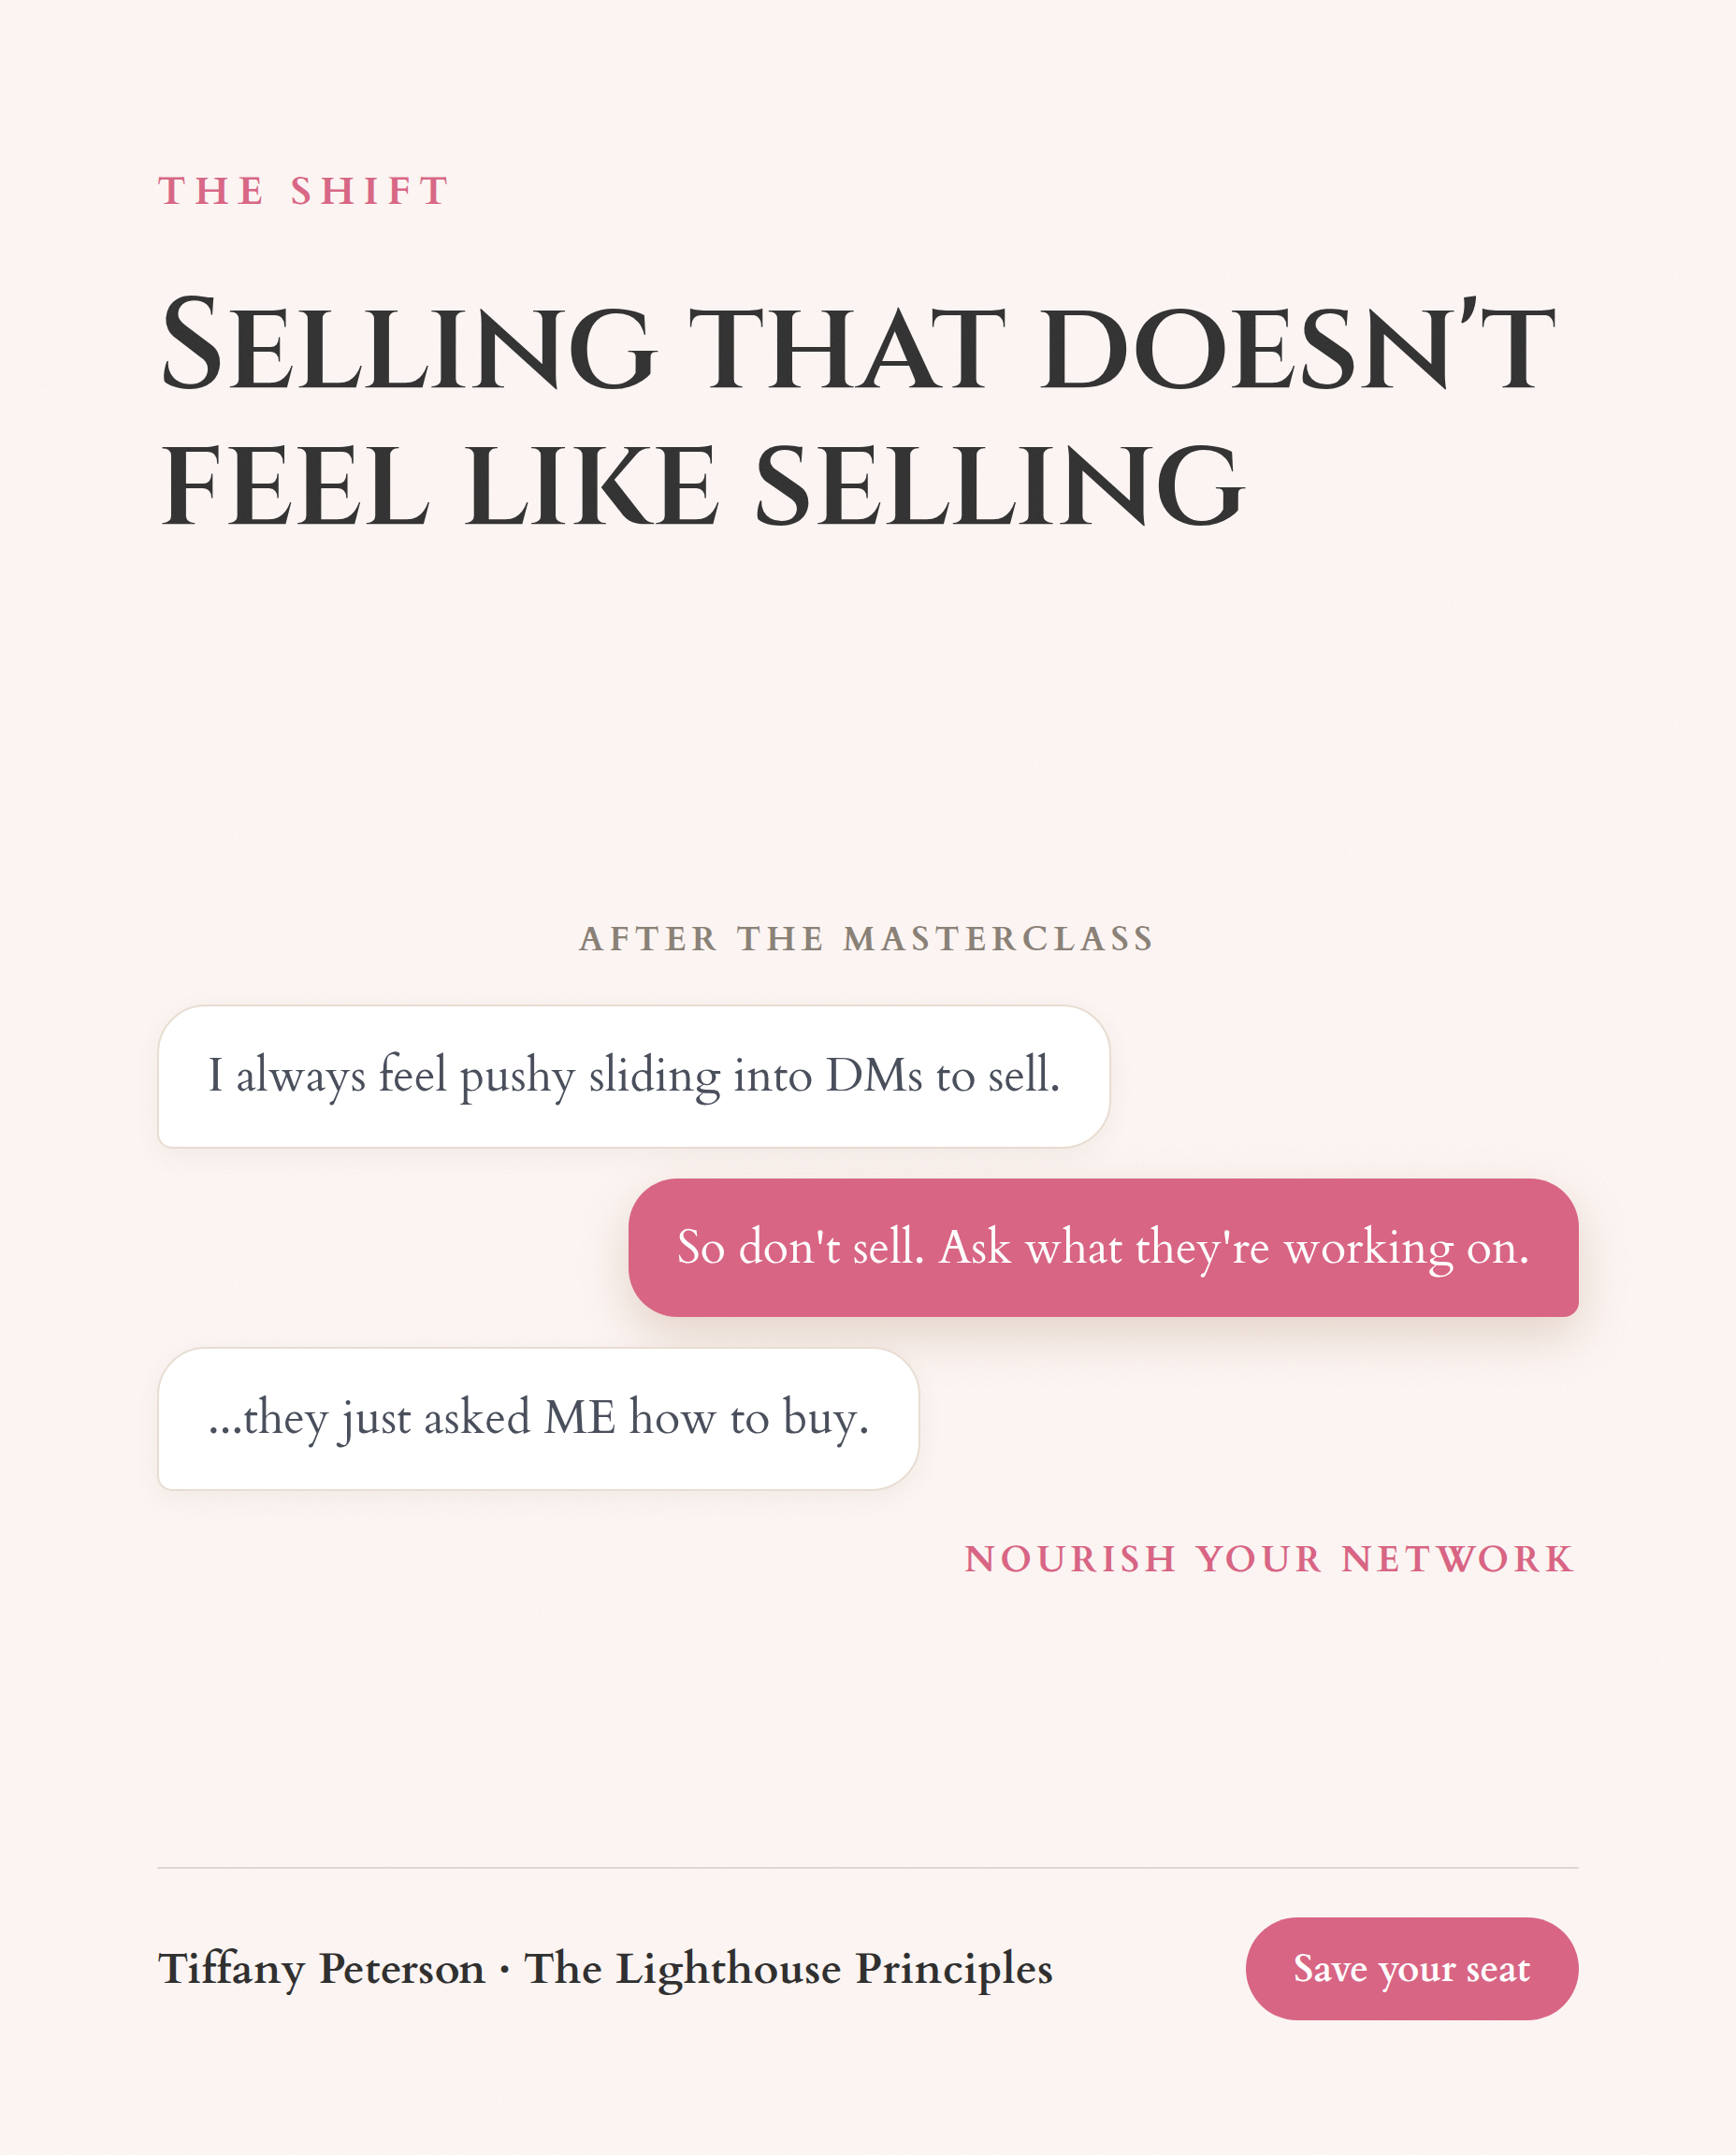 THE SHIFT
SELLING THAT DOESN'T
FEEL LIKE SELLING
AFTER THE MASTERCLASS
I always feel pushy sliding into DMs to sell.
So don't sell. Ask what they're working on.
...they just asked ME how to buy.
NOURISH YOUR NETWORK
Tiffany Peterson · The Lighthouse Principles
Save your seat